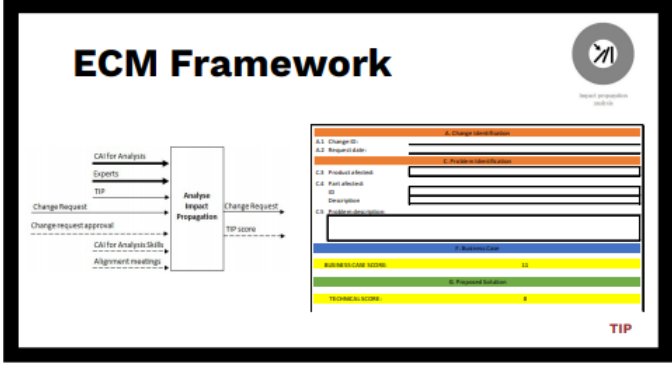 ECM Framework
Impact propagation
analysis
CAI for Analysis
Experts
TIP
Change Request
Change request approval
CAI for Analysis Skills
Alignment meetings
Analyse
Impact
Propagation
Change Request
TIP score
A. Change Identification
A.1 Change ID:
A.2 Request date:
C. Problem Identification
C.3 Product affected:
C.4 Part affected:
ID
Description
C.5 Problem description:
F. Business Case
BUSINESS CASE SCORE: 11
D. Proposed Solution
TECHNICAL SCORE: 8
TIP